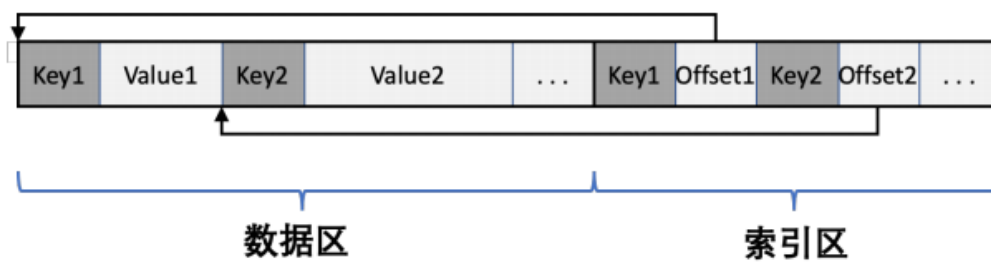 Key1 Value1 Key2 Value2 ... Key1 Offset1 Key2 Offset2 ...
数据区 索引区